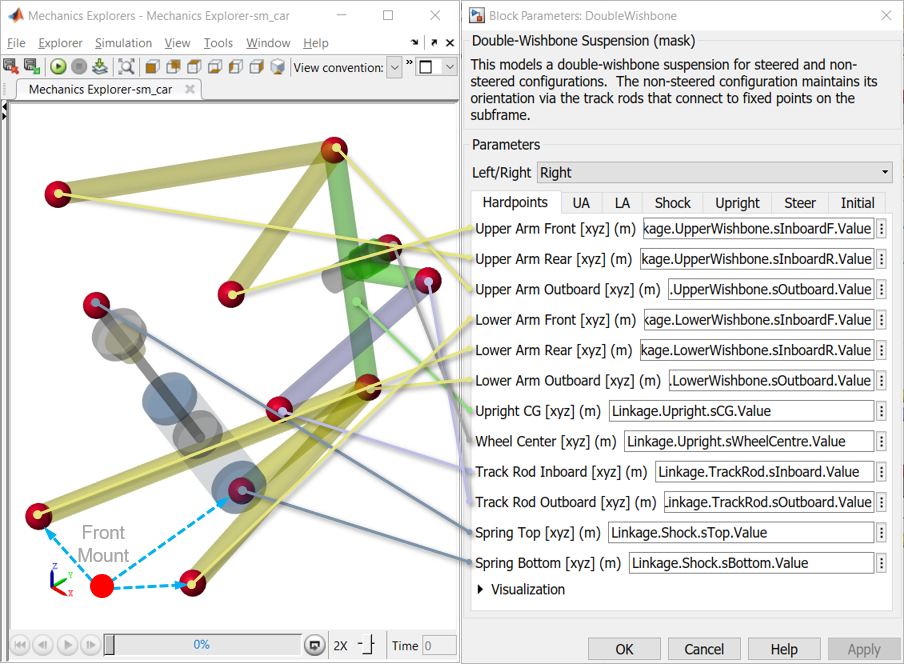 Mechanics Explorers - Mechanics Explorer-sm_car
File Explorer Simulation View Tools Window Help
View convention:
»
Mechanics Explorer-sm_car
Front
Mount
z
y
x
0%
2X
Time 0
Block Parameters: DoubleWishbone
Double-Wishbone Suspension (mask)
This models a double-wishbone suspension for steered and non-
steered configurations. The non-steered configuration maintains its
orientation via the track rods that connect to fixed points on the
subframe.
Parameters
Left/Right Right
Hardpoints UA LA Shock Upright Steer Initial
Upper Arm Front [xyz] (m) kage.UpperWishbone.sInboardF.Value
Upper Arm Rear [xyz] (m) kage.UpperWishbone.sInboardR.Value
Upper Arm Outboard [xyz] (m) .UpperWishbone.sOutboard.Value
Lower Arm Front [xyz] (m) kage.LowerWishbone.sInboardF.Value
Lower Arm Rear [xyz] (m) kage.LowerWishbone.sInboardR.Value
Lower Arm Outboard [xyz] (m) .LowerWishbone.sOutboard.Value
Upright CG [xyz] (m) Linkage.Upright.sCG.Value
Wheel Center [xyz] (m) Linkage.Upright.sWheelCentre.Value
Track Rod Inboard [xyz] (m) Linkage.TrackRod.sInboard.Value
Track Rod Outboard [xyz] (m) Linkage.TrackRod.sOutboard.Value
Spring Top [xyz] (m) Linkage.Shock.sTop.Value
Spring Bottom [xyz] (m) Linkage.Shock.sBottom.Value
Visualization
OK Cancel Help Apply